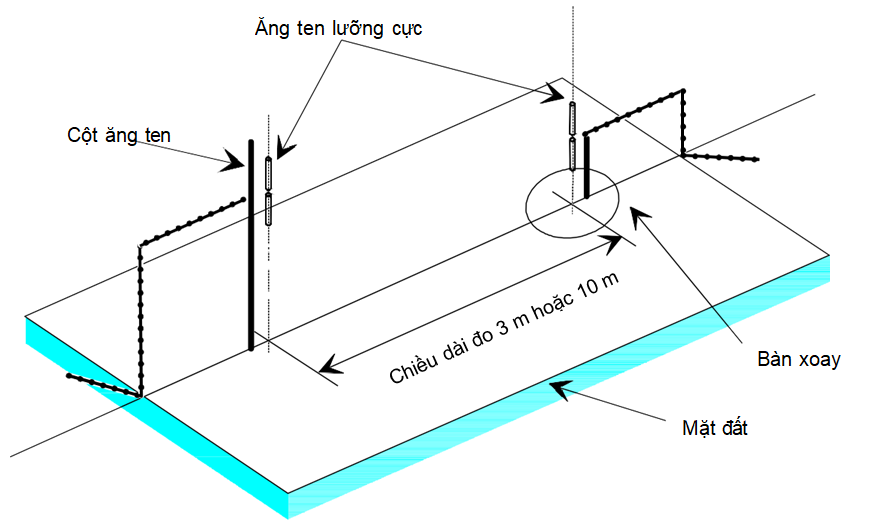 Ăng ten lưỡng cực
Cột ăng ten
Chiều dài đo 3 m hoặc 10 m
Bàn xoay
Mặt đất